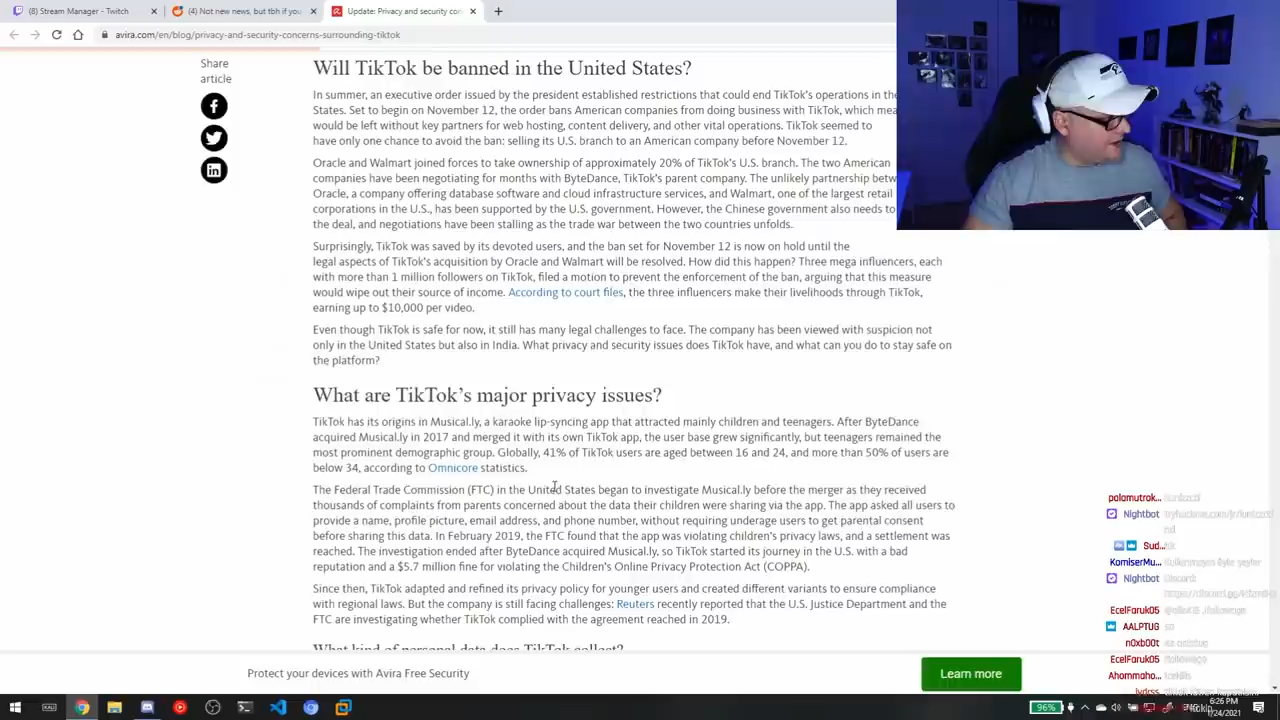 (8) Stream Manager - Twitch
(4) Not new news, but tbh if you
Update: Privacy and security con
avira.com/en/blog/privacy-and-security-concerns-surrounding-tiktok
Share
article
Will TikTok be banned in the United States?
In summer, an executive order issued by the president established restrictions that could end TikTok's operations in the
States. Set to begin on November 12, the order bans American companies from doing business with TikTok, which mea
would be left without key partners for web hosting, content delivery, and other vital operations. TikTok seemed to
have only one chance to avoid the ban: selling its U.S. branch to an American company before November 12.
Oracle and Walmart joined forces to take ownership of approximately 20% of TikTok's U.S. branch. The two American
companies have been negotiating for months with ByteDance, TikTok's parent company. The unlikely partnership betw
Oracle, a company offering database software and cloud infrastructure services, and Walmart, one of the largest retail
corporations in the U.S., has been supported by the U.S. government. However, the Chinese government also needs to
the deal, and negotiations have been stalling as the trade war between the two countries unfolds.
Surprisingly, TikTok was saved by its devoted users, and the ban set for November 12 is now on hold until the
legal aspects of TikTok's acquisition by Oracle and Walmart will be resolved. How did this happen? Three mega influencers, each
with more than 1 million followers on TikTok, filed a motion to prevent the enforcement of the ban, arguing that this measure
would wipe out their source of income. According to court files, the three influencers make their livelihoods through TikTok,
earning up to $10,000 per video.
Even though TikTok is safe for now, it still has many legal challenges to face. The company has been viewed with suspicion not
only in the United States but also in India. What privacy and security issues does TikTok have, and what can you do to stay safe on
the platform?
What are TikTok's major privacy issues?
TikTok has its origins in Musical.ly, a karaoke lip-syncing app that attracted mainly children and teenagers. After ByteDance
acquired Musical.ly in 2017 and merged it with its own TikTok app, the user base grew significantly, but teenagers remained the
most prominent demographic group. Globally, 41% of TikTok users are aged between 16 and 24, and more than 50% of users are
below 34, according to Omnicore statistics.
The Federal Trade Commission (FTC) in the United States began to investigate Musical.ly before the merger as they received
thousands of complaints from parents concerned about the data their children were sharing via the app. The app asked all users to
provide a name, profile picture, email address, and phone number, without requiring underage users to get parental consent
before sharing this data. In February 2019, the FTC found that this app was violating children's privacy laws, and a settlement was
reached. The investigation ended after ByteDance acquired Musical.ly, so TikTok started its journey in the U.S. with a bad
reputation and a $5.7 million fine for violating the Children's Online Privacy Protection Act (COPPA).
Since then, TikTok adapted and refined its privacy policy for younger users and created different variants to ensure compliance
with regional laws. But the company is still facing challenges: Reuters recently reported that the U.S. Justice Department and the
FTC are investigating whether TikTok complied with the agreement reached in 2019.
What kind of personal data does TikTok collect?
Protect your devices with Avira Free Security
Learn more
palamutrok...
Nightbot
Sud...
KomiserMu...
Nightbot
Discord:
EcelFaruk05
AALPTUG
n0xb00t
EcelFaruk05
Ahommaho...
96%
6:26 PM
1/24/2021